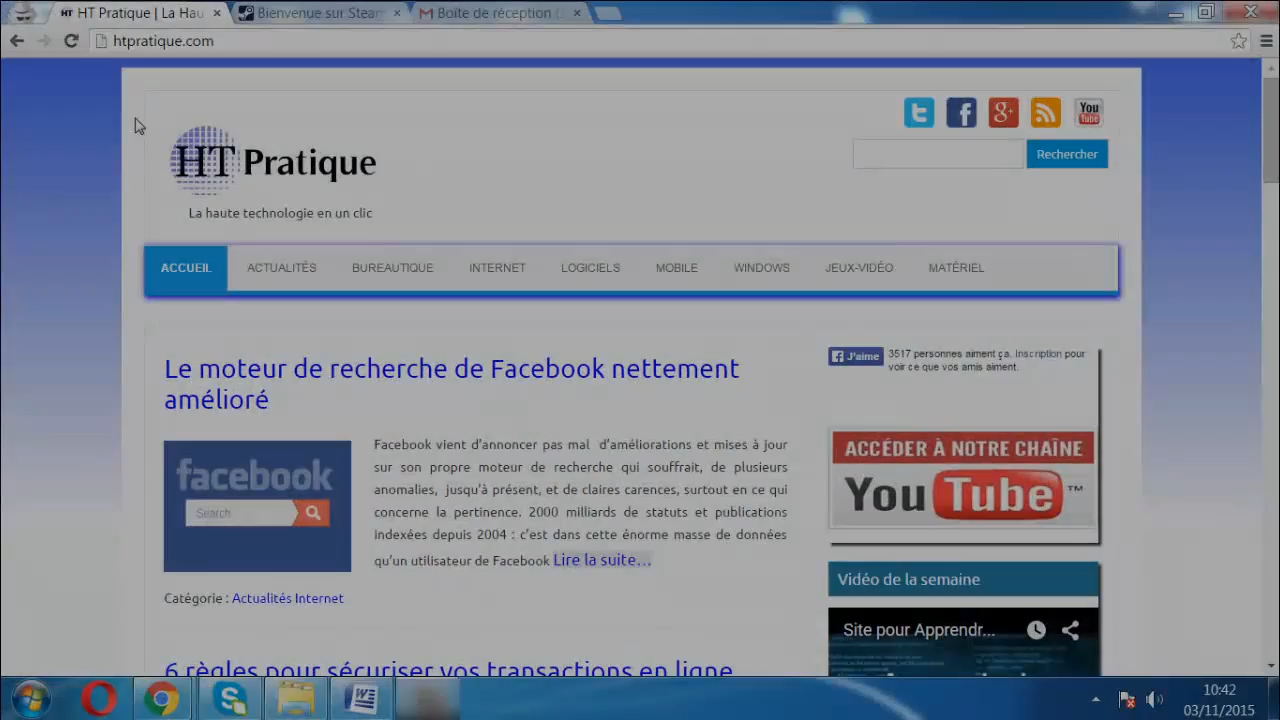 HT Pratique | La Hau
Bienvenue sur Steam
Boîte de réception (
htpratique.com
HT Pratique
La haute technologie en un clic
You Tube
Rechercher
ACCUEIL ACTUALITÉS BUREAUTIQUE INTERNET LOGICIELS MOBILE WINDOWS JEUX-VIDÉO MATÉRIEL
Le moteur de recherche de Facebook nettement
amélioré
facebook
Search
Facebook vient d'annoncer pas mal d'améliorations et mises à jour
sur son propre moteur de recherche qui souffrait, de plusieurs
anomalies, jusqu'à présent, et de claires carences, surtout en ce qui
concerne la pertinence. 2000 milliards de statuts et publications
indexées depuis 2004 : c'est dans cette énorme masse de données
qu'un utilisateur de Facebook Lire la suite…
Catégorie : Actualités Internet
6 règles pour sécuriser vos transactions en ligne
J'aime
3517 personnes aiment ça. Inscription pour
voir ce que vos amis aiment.
ACCÉDER À NOTRE CHAÎNE
YouTube™
Vidéo de la semaine
Site pour Apprendr...
10:42
03/11/2015